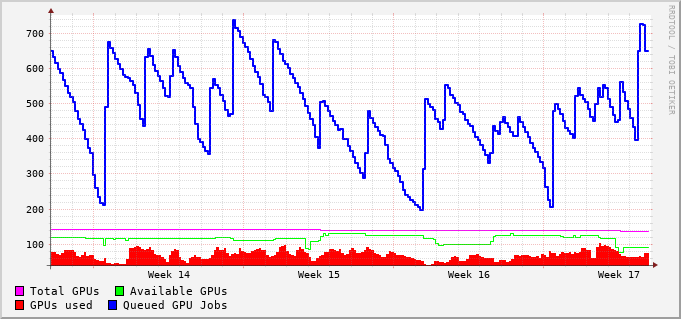 700
600
500
400
300
200
100
Week 14 Week 15 Week 16 Week 17
Total GPUs Available GPUs
GPUs used Queued GPU Jobs
RRDTOOL / TOBI OETIKER